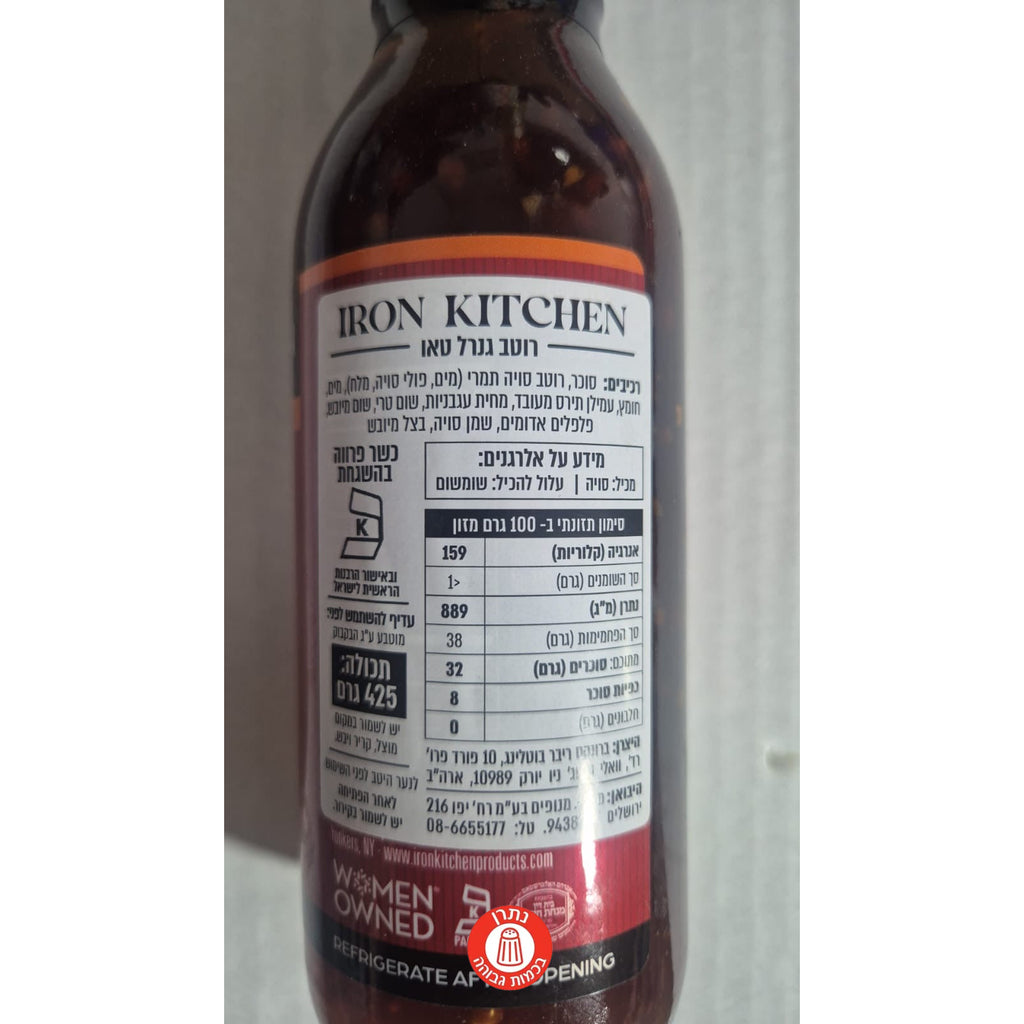 IRON KITCHEN
רוטב גנרל טאו
רכיבים: סוכר, רוטב סויה תמרי (מים, פולי סויה, מלח), מים,
חומץ, עמילן תירס מעובד, מחית עגבניות, שום טרי, שום מיובש,
פלפלים אדומים, שמן סויה, בצל מיובש
מידע על אלרגנים:
מכיל: סויה | עלול להכיל: שומשום
סימון תזונתי ב- 100 גרם מזון
אנרגיה (קלוריות) 159
סך השומנים (גרם) <1
נתרן (מ"ג) 889
סך הפחמימות (גרם) 38
מתוכם: סוכרים (גרם) 32
כפיות סוכר 8
חלבונים (גרם) 0
כשר פרווה
בהשגחת
K
ובאישור הרבנות
הראשית לישראל
עדיף להשתמש לפני:
מוטבע ע"ג הבקבוק
תכולה:
425 גרם
יש לשמור במקום
מוצל, קריר ויבש.
לנער היטב לפני השימוש
לאחר הפתיחה
יש לשמור בקירור.
היצרן: ריבר בוטלינג, 10 פורד פרו'
רד', וואלי ניו יורק 10989, ארה"ב
היבואן: מנופים בע"מ רח' יפו 216
ירושלים 9438 טל: 08-6655177
Yonkers, NY - www.ironkitchenproducts.com
WOMEN
OWNED
K
בית דין
REFRIGERATE OPENING
נתרן
בכמות גבוהה